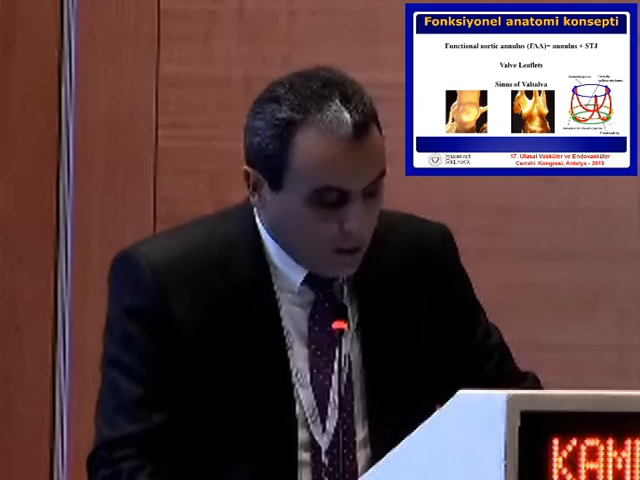 Fonksiyonel anatomi konsepti
Functional aortic annulus (FAA)= annulus + STJ
Valve Leaflets
Sinus of Valsalva
17. Ulusal Vasküler ve Endovasküler
Cerrahi Kongresi, Antalya - 2015
KAM